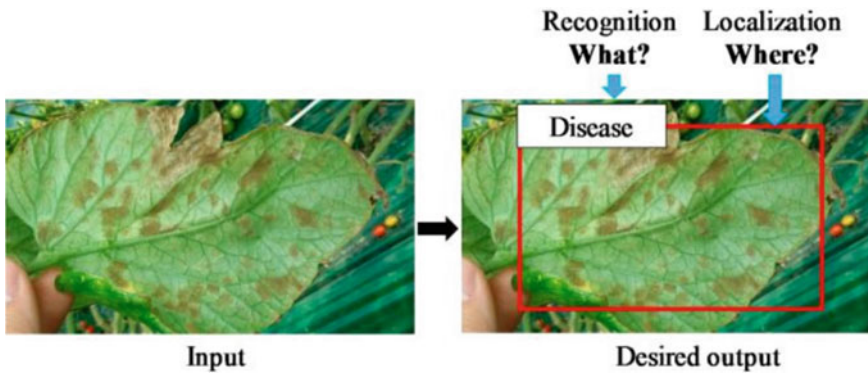 Recognition
What?
Localization
Where?
Disease
Input
Desired output